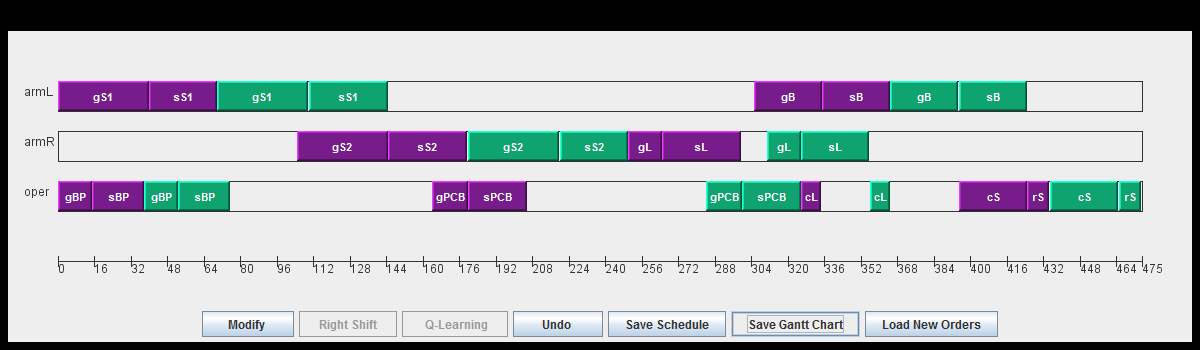 armL gS1 sS1 gS1 sS1 gB sB gB sB
armR gS2 sS2 gS2 sS2 gL sL gL sL
oper gBP sBP gBP sBP gPCB sPCB gPCB sPCB cL cL cS rS cS rS
0 16 32 48 64 80 96 112 128 144 160 176 192 208 224 240 256 272 288 304 320 336 352 368 384 400 416 432 448 464 475
Modify Right Shift Q-Learning Undo Save Schedule Save Gantt Chart Load New Orders